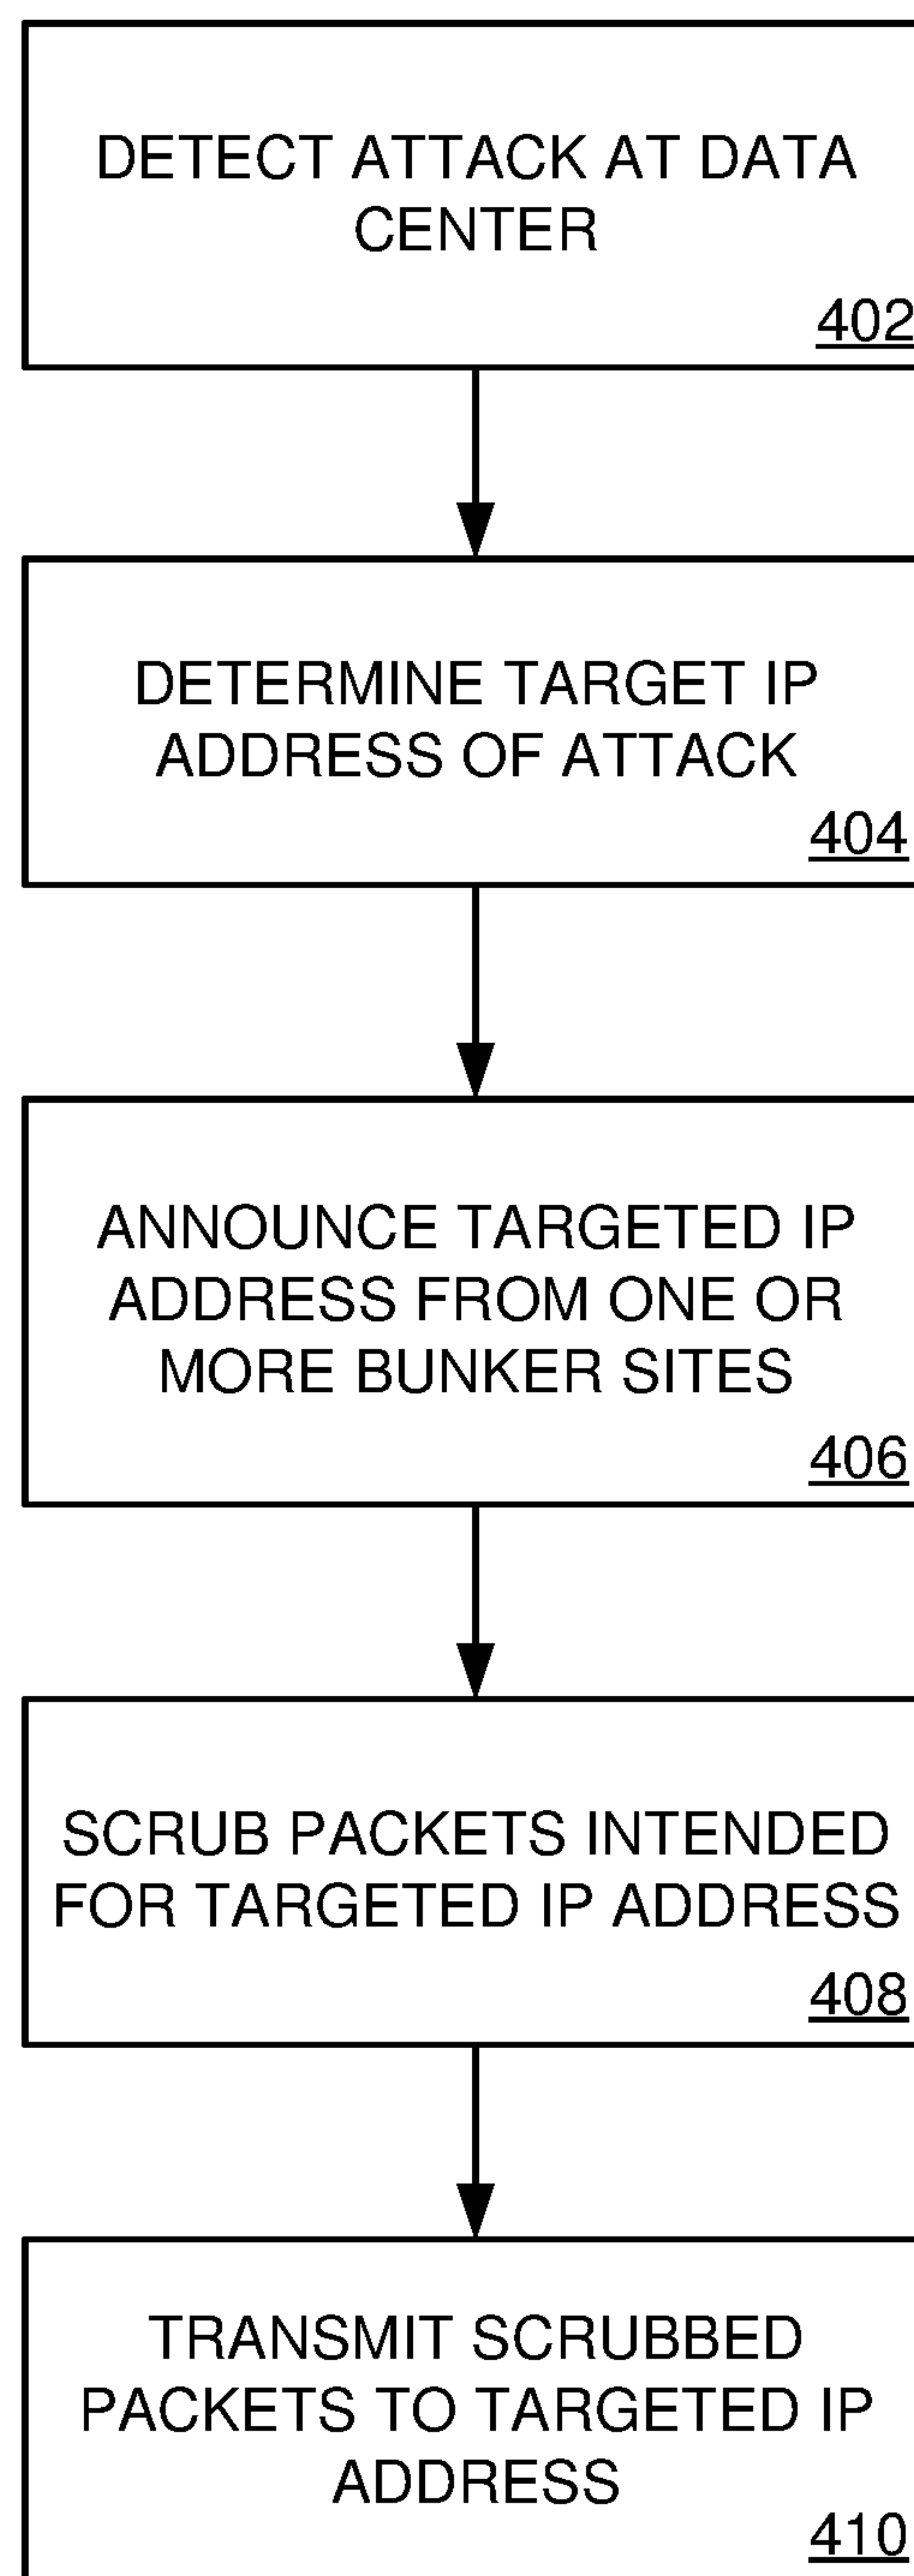 DETECT ATTACK AT DATA
CENTER
402
DETERMINE TARGET IP
ADDRESS OF ATTACK
404
ANNOUNCE TARGETED IP
ADDRESS FROM ONE OR
MORE BUNKER SITES
406
SCRUB PACKETS INTENDED
FOR TARGETED IP ADDRESS
408
TRANSMIT SCRUBBED
PACKETS TO TARGETED IP
ADDRESS
410